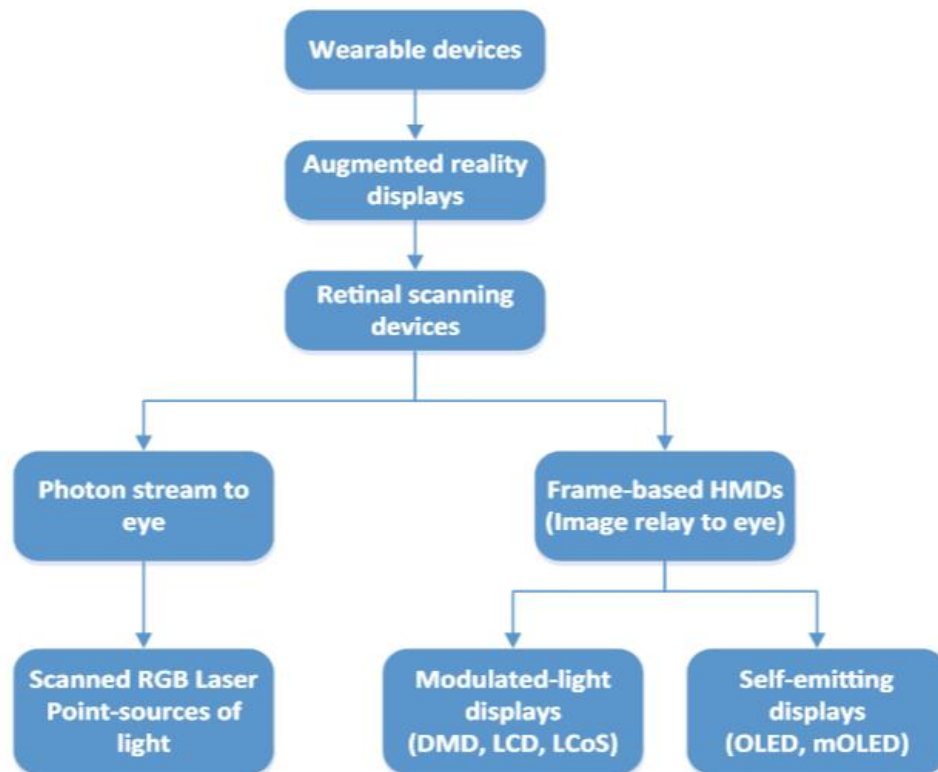 Wearable devices
Augmented reality
displays
Retinal scanning
devices
Photon stream to
eye
Frame-based HMDs
(Image relay to eye)
Scanned RGB Laser
Point-sources of
light
Modulated-light
displays
(DMD, LCD, LCoS)
Self-emitting
displays
(OLED, mOLED)